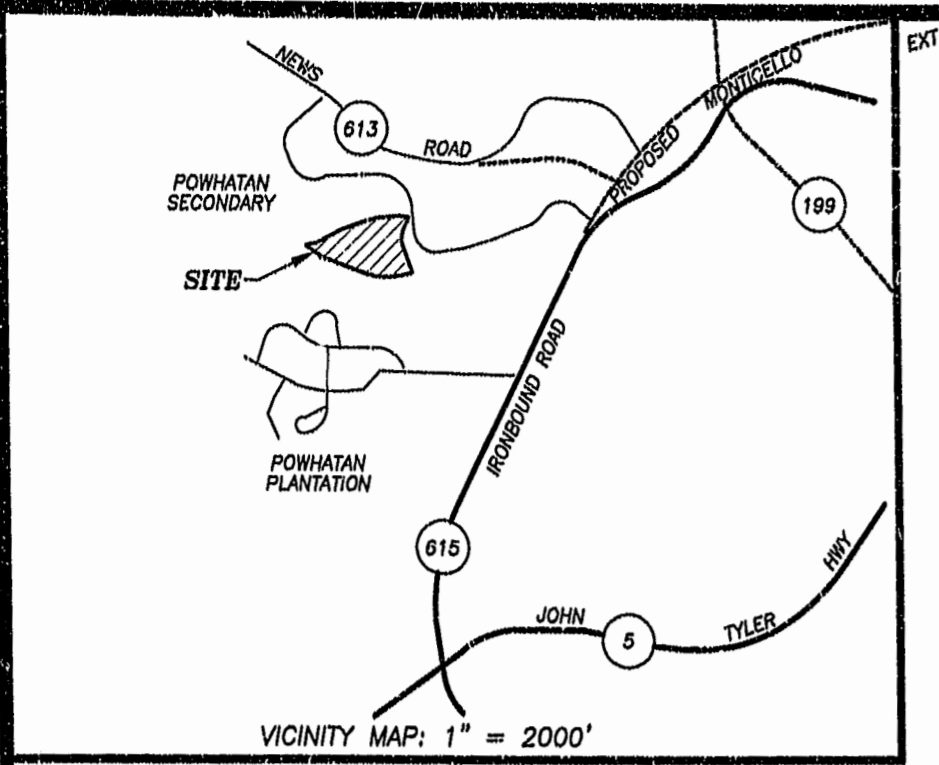 EXT
NEWS
613
ROAD
PROPOSED MONTICELLO
POWHATAN
SECONDARY
199
SITE
IRONBOUND ROAD
POWHATAN
PLANTATION
615
JOHN
5
TYLER
HWY
VICINITY MAP: 1" = 2000'